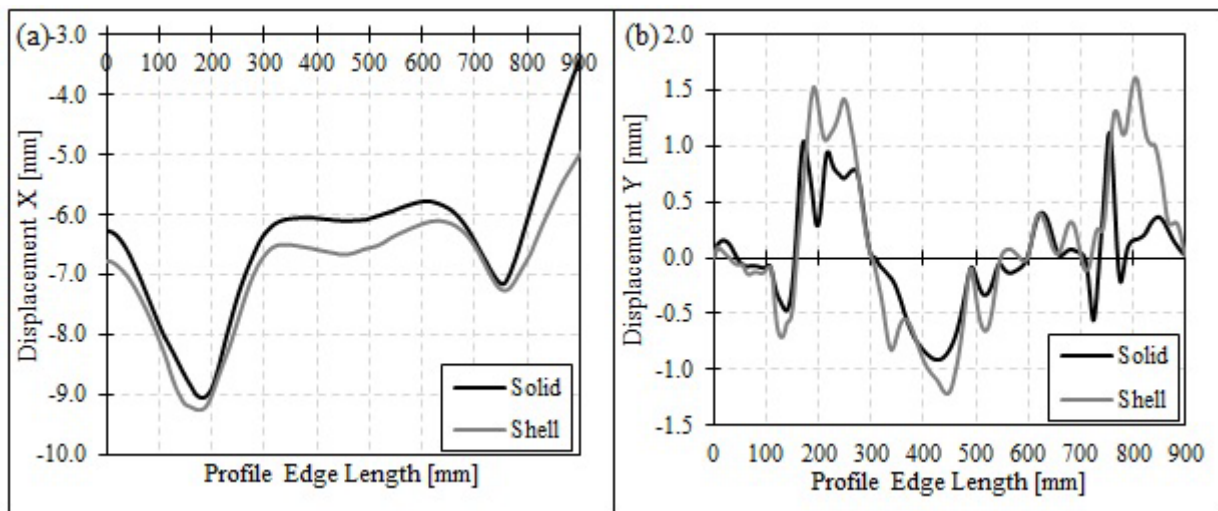 (a)
-3.0
0 100 200 300 400 500 600 700 800 900
-4.0
-5.0
-6.0
-7.0
-8.0
-9.0
-10.0
Displacement X [mm]
Solid
Shell
Profile Edge Length [mm]
(b)
2.0
1.5
1.0
0.5
0.0
-0.5
-1.0
-1.5
Displacement Y [mm]
Solid
Shell
0 100 200 300 400 500 600 700 800 900
Profile Edge Length [mm]